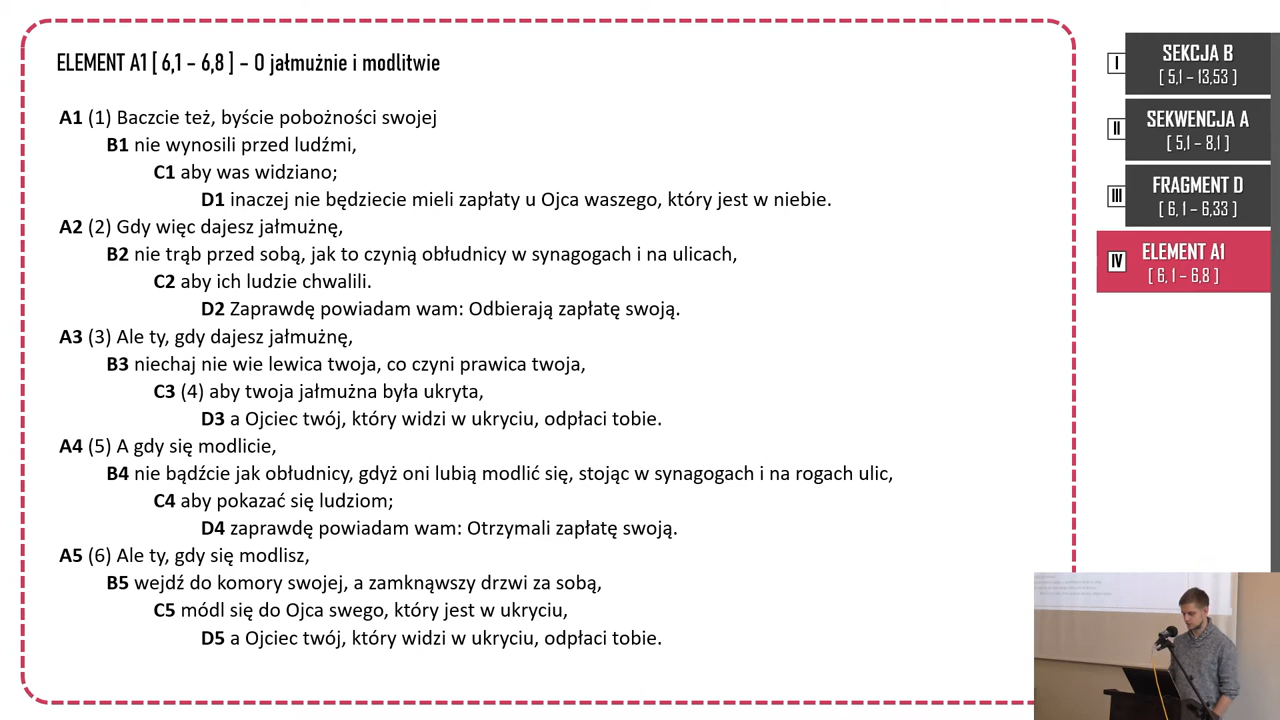 ELEMENT A1 [ 6,1 – 6,8 ] – O jałmużnie i modlitwie
A1 (1) Baczcie też, byście pobożności swojej
B1 nie wynosili przed ludźmi,
C1 aby was widziano;
D1 inaczej nie będziecie mieli zapłaty u Ojca waszego, który jest w niebie.
A2 (2) Gdy więc dajesz jałmużnę,
B2 nie trąb przed sobą, jak to czynią obłudnicy w synagogach i na ulicach,
C2 aby ich ludzie chwalili.
D2 Zaprawdę powiadam wam: Odbierają zapłatę swoją.
A3 (3) Ale ty, gdy dajesz jałmużnę,
B3 niechaj nie wie lewica twoja, co czyni prawica twoja,
C3 (4) aby twoja jałmużna była ukryta,
D3 a Ojciec twój, który widzi w ukryciu, odpłaci tobie.
A4 (5) A gdy się modlicie,
B4 nie bądźcie jak obłudnicy, gdyż oni lubią modlić się, stojąc w synagogach i na rogach ulic,
C4 aby pokazać się ludziom;
D4 zaprawdę powiadam wam: Otrzymali zapłatę swoją.
A5 (6) Ale ty, gdy się modlisz,
B5 wejdź do komory swojej, a zamknąwszy drzwi za sobą,
C5 módl się do Ojca swego, który jest w ukryciu,
D5 a Ojciec twój, który widzi w ukryciu, odpłaci tobie.
I SEKCJA B
[ 5,1 – 13,53 ]
II SEKWENCJA A
[ 5,1 – 8,1 ]
III FRAGMENT D
[ 6,1 – 6,33 ]
IV ELEMENT A1
[ 6,1 – 6,8 ]